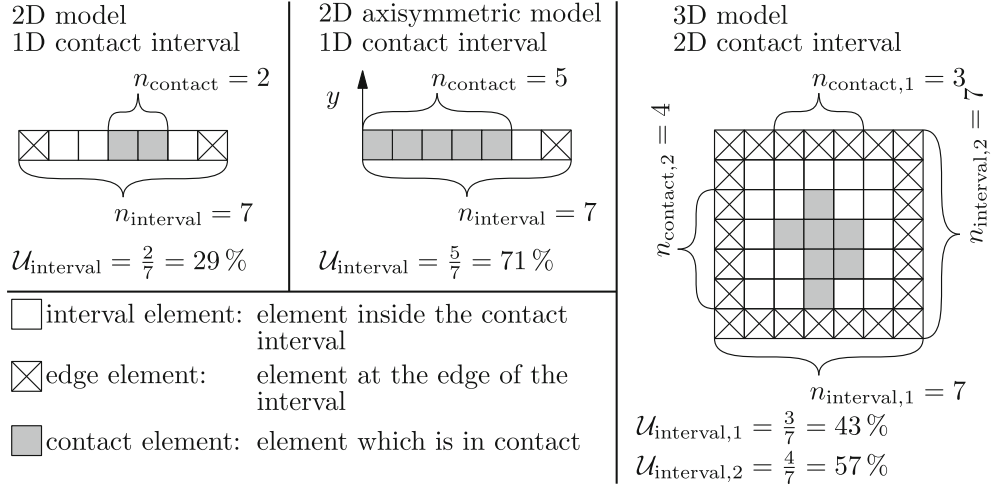 2D model
1D contact interval
n_contact = 2
n_interval = 7
𝒰_interval = 2/7 = 29 %
2D axisymmetric model
1D contact interval
y
n_contact = 5
n_interval = 7
𝒰_interval = 5/7 = 71 %
3D model
2D contact interval
n_contact,1 = 3
n_contact,2 = 4
n_interval,2 = 7
n_interval,1 = 7
𝒰_interval,1 = 3/7 = 43 %
𝒰_interval,2 = 4/7 = 57 %
interval element: element inside the contact
interval
edge element: element at the edge of the
interval
contact element: element which is in contact